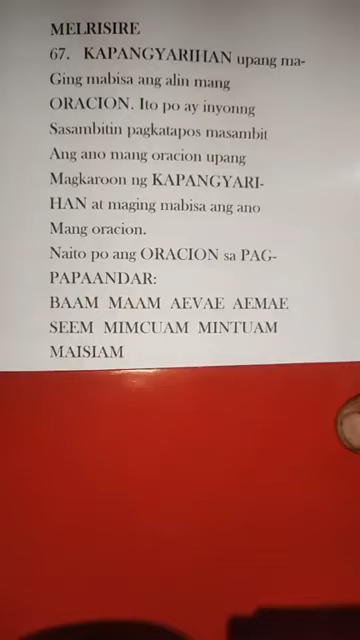 MELRISIRE
67. KAPANGYARIHAN upang ma-
Ging mabisa ang alin mang
ORACION. Ito po ay inyonng
Sasambitin pagkatapos masambit
Ang ano mang oracion upang
Magkaroon ng KAPANGYARI-
HAN at maging mabisa ang ano
Mang oracion.
Naito po ang ORACION sa PAG-
PAPAANDAR:
BAAM MAAM AEVAE AEMAE
SEEM MIMCUAM MINTUAM
MAISIAM